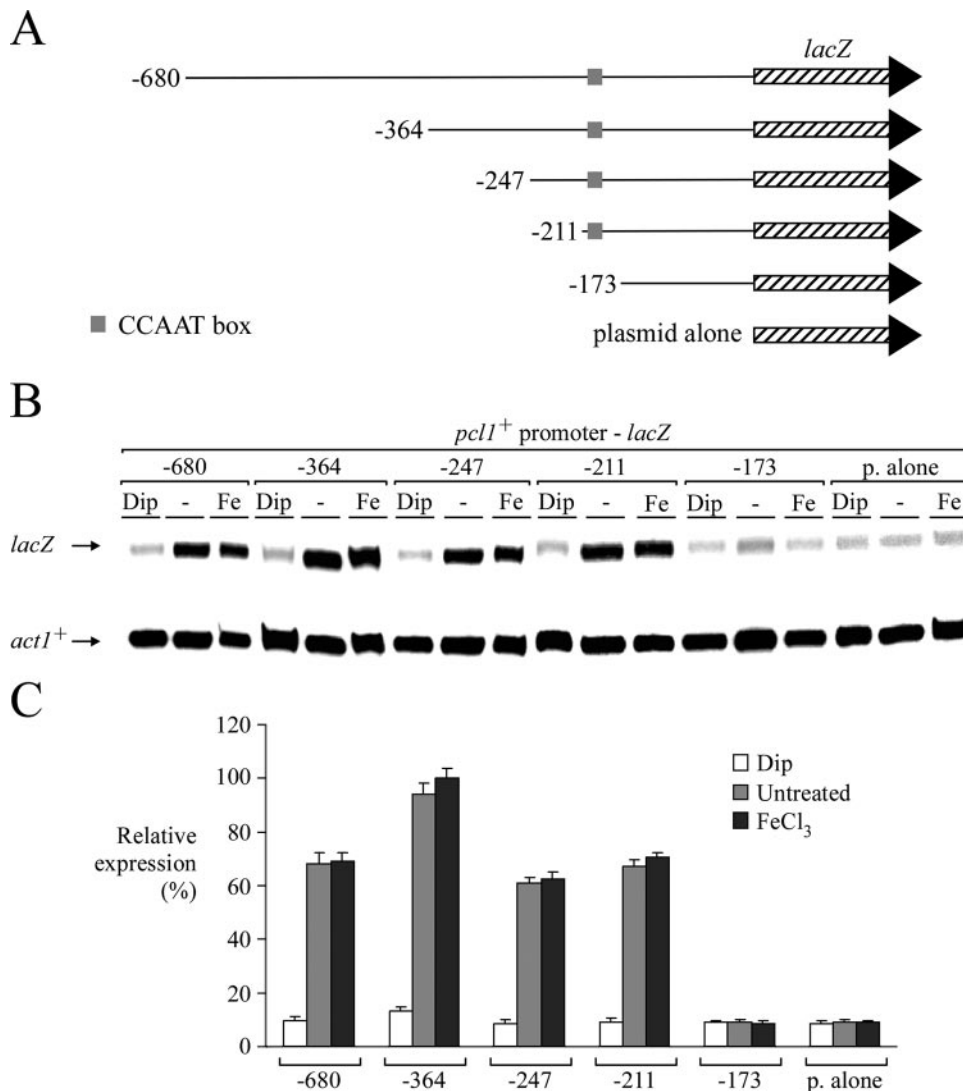 A
lacZ
-680
-364
-247
-211
-173
CCAAT box
plasmid alone
B
pcl1+ promoter - lacZ
-680 -364 -247 -211 -173 p. alone
Dip - Fe Dip - Fe Dip - Fe Dip - Fe Dip - Fe Dip - Fe
lacZ
act1+
C
120
100
80
60
40
20
0
Relative
expression
(%)
Dip
Untreated
FeCl3
-680 -364 -247 -211 -173 p. alone